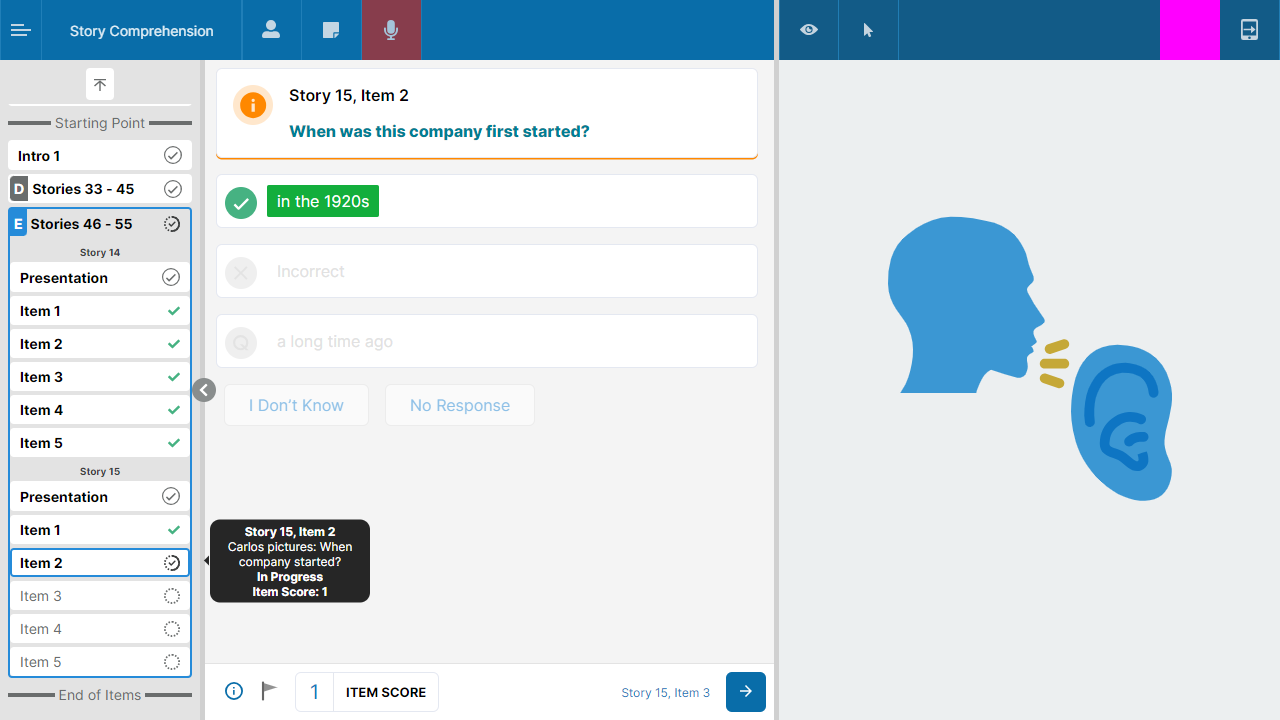 Story Comprehension
Starting Point
Intro 1
D Stories 33 - 45
E Stories 46 - 55
Story 14
Presentation
Item 1
Item 2
Item 3
Item 4
Item 5
Story 15
Presentation
Item 1
Item 2
Item 3
Item 4
Item 5
End of Items
Story 15, Item 2
When was this company first started?
in the 1920s
Incorrect
Q a long time ago
I Don’t Know
No Response
Story 15, Item 2
Carlos pictures: When
company started?
In Progress
Item Score: 1
1 ITEM SCORE
Story 15, Item 3